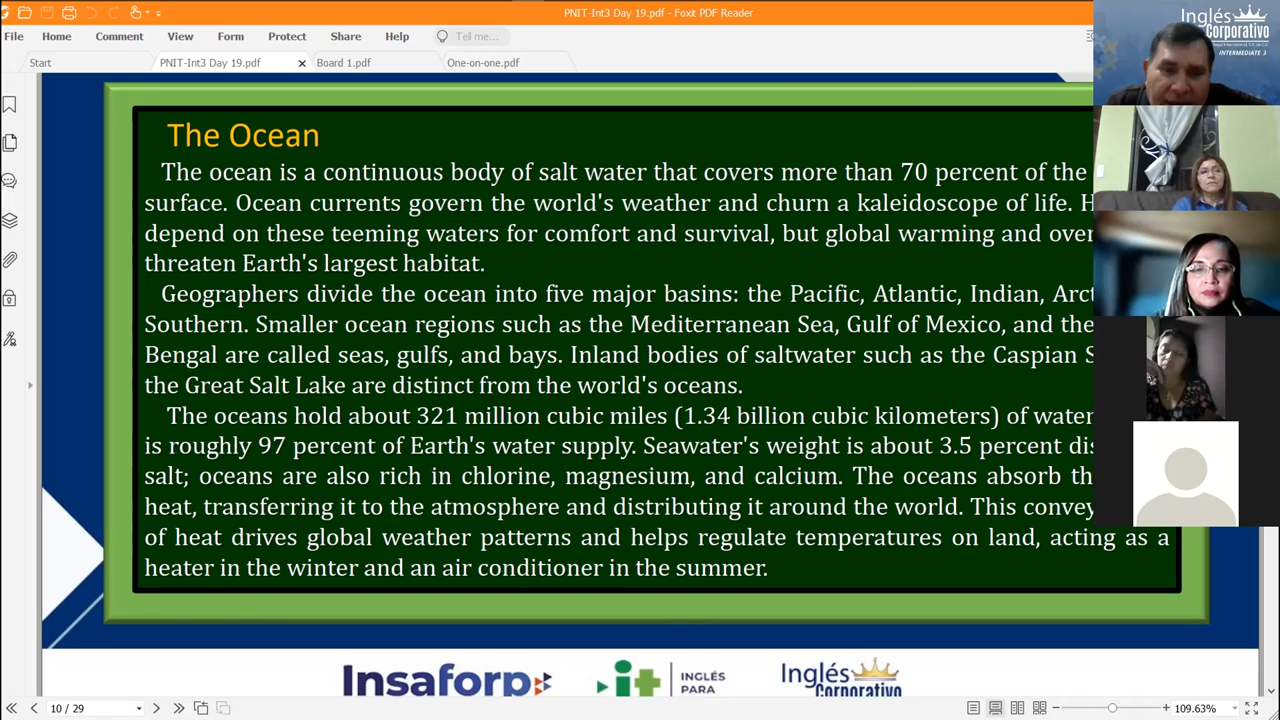 PNIT-Int3 Day 19.pdf - Foxit PDF Reader
File Home Comment View Form Protect Share Help Tell me...
Start PNIT-Int3 Day 19.pdf Board 1.pdf One-on-one.pdf
Inglés
Corporativo
INTERMEDIATE 3
The Ocean
The ocean is a continuous body of salt water that covers more than 70 percent of the
surface. Ocean currents govern the world's weather and churn a kaleidoscope of life. H
depend on these teeming waters for comfort and survival, but global warming and over
threaten Earth's largest habitat.
Geographers divide the ocean into five major basins: the Pacific, Atlantic, Indian, Arct
Southern. Smaller ocean regions such as the Mediterranean Sea, Gulf of Mexico, and the
Bengal are called seas, gulfs, and bays. Inland bodies of saltwater such as the Caspian S
the Great Salt Lake are distinct from the world's oceans.
The oceans hold about 321 million cubic miles (1.34 billion cubic kilometers) of water
is roughly 97 percent of Earth's water supply. Seawater's weight is about 3.5 percent dis
salt; oceans are also rich in chlorine, magnesium, and calcium. The oceans absorb th
heat, transferring it to the atmosphere and distributing it around the world. This convey
of heat drives global weather patterns and helps regulate temperatures on land, acting as a
heater in the winter and an air conditioner in the summer.
Insaforp
INGLÉS
PARA
Inglés
Corporativo
10 / 29
109.63%